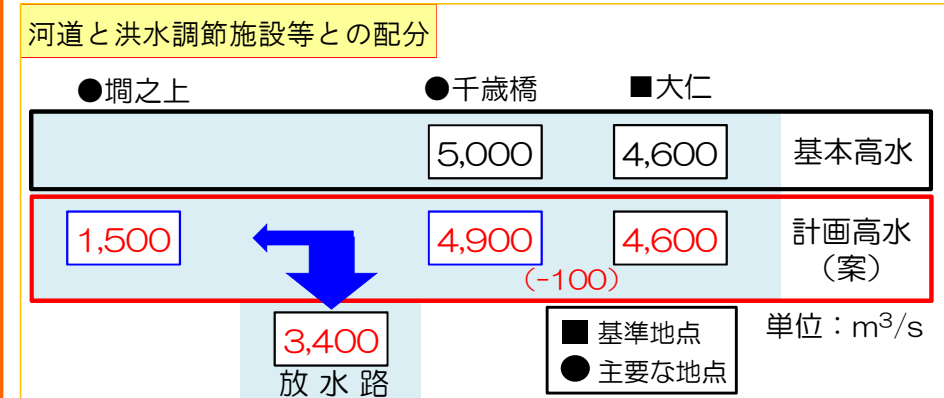 河道と洪水調節施設等との配分
●墹之上 ●千歳橋 ■大仁
5,000 4,600 基本高水
1,500 4,900 4,600 計画高水
(-100) （案）
3,400
放水路
■ 基準地点
● 主要な地点
単位：m³/s